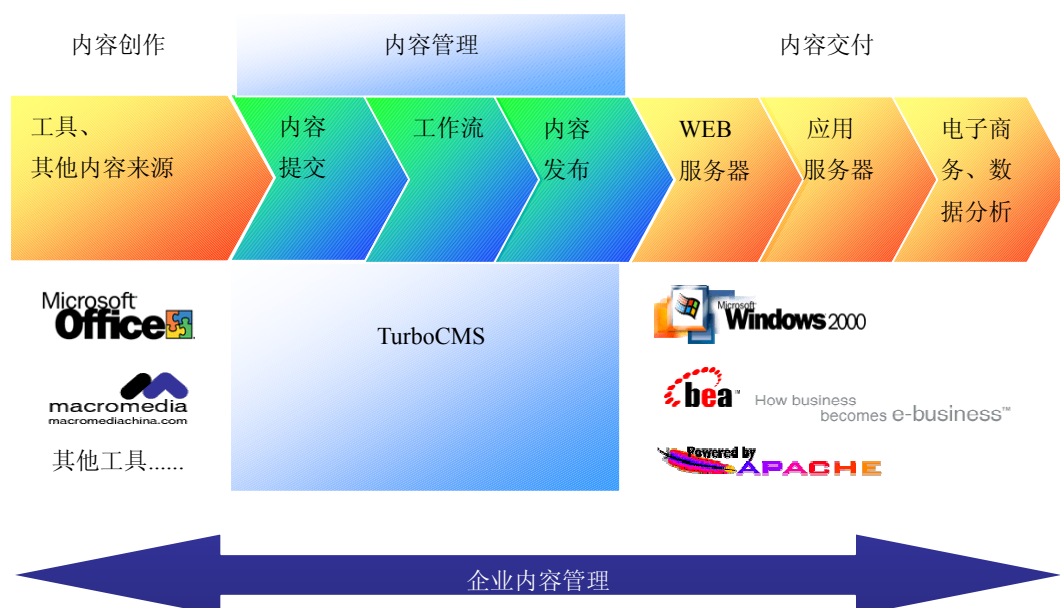 内容创作
内容管理
内容交付
工具、
其他内容来源
内容
提交
工作流
内容
发布
WEB
服务器
应用
服务器
电子商
务、数
据分析
Microsoft
Office
macromedia
macromediachina.com
其他工具......
TurboCMS
Microsoft
Windows 2000
bea™ How business
becomes e-business™
Powered by
APACHE
企业内容管理